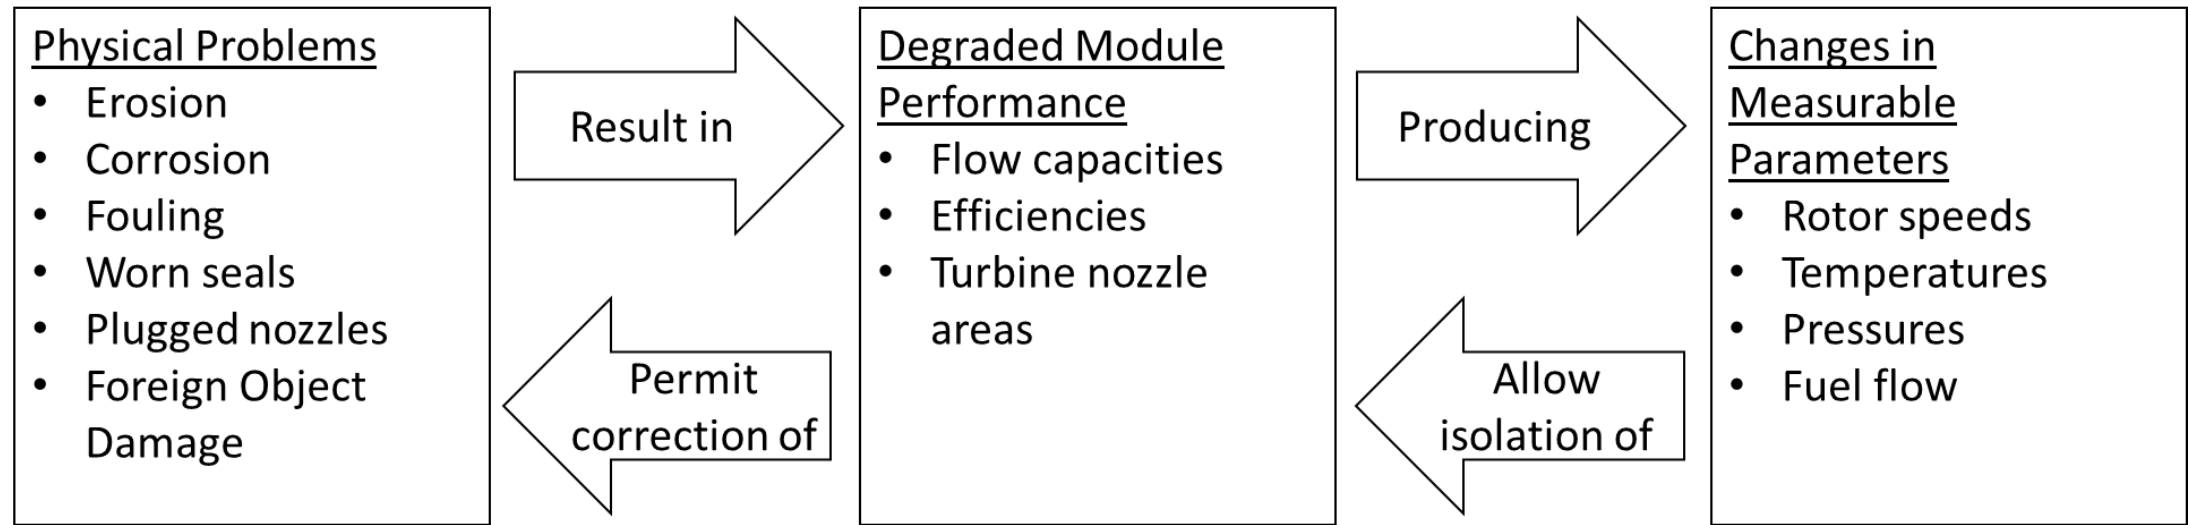 Physical Problems
• Erosion
• Corrosion
• Fouling
• Worn seals
• Plugged nozzles
• Foreign Object
Damage
Result in
Permit
correction of
Degraded Module
Performance
• Flow capacities
• Efficiencies
• Turbine nozzle
areas
Producing
Allow
isolation of
Changes in
Measurable
Parameters
• Rotor speeds
• Temperatures
• Pressures
• Fuel flow